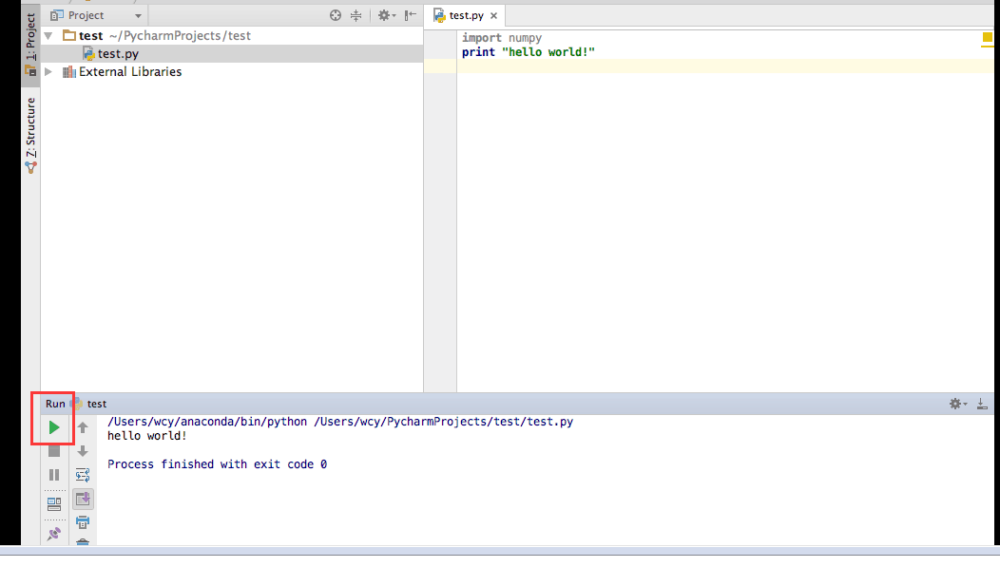 Project
test.py
1: Project
test ~/PycharmProjects/test
test.py
External Libraries
Z: Structure
import numpy
print "hello world!"
Run test
/Users/wcy/anaconda/bin/python /Users/wcy/PycharmProjects/test/test.py
hello world!
Process finished with exit code 0